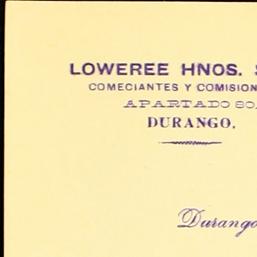 LOWEREE HNOS. S
COMECIANTES Y COMISION
APARTADO 80.
DURANGO.
Durango